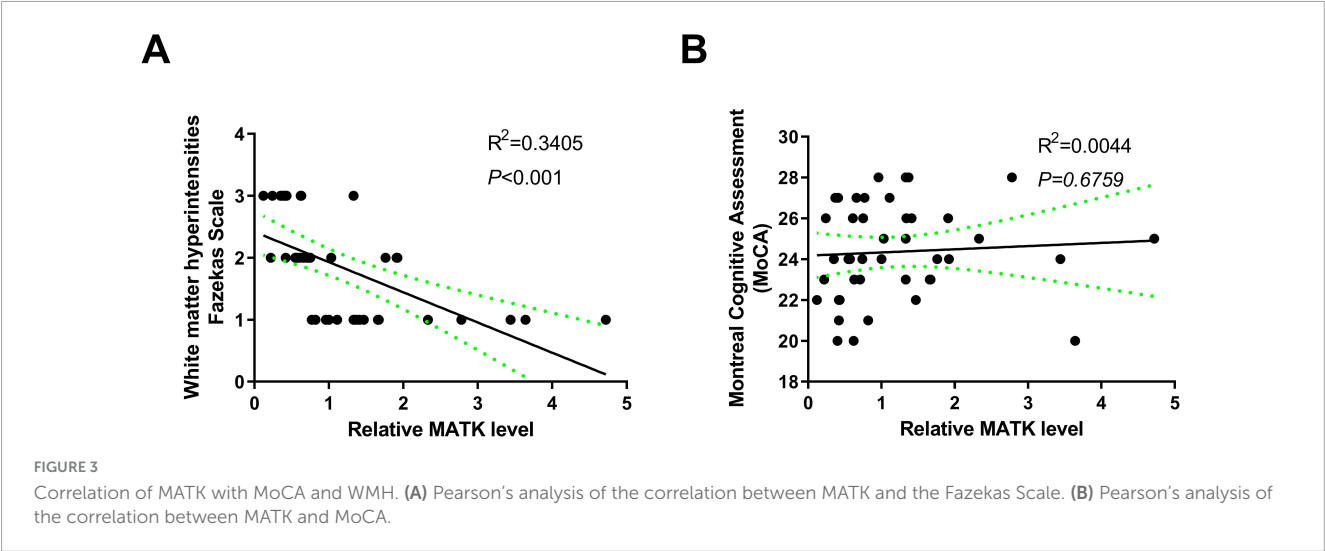 A
White matter hyperintensities
Fazekas Scale
4
3
2
1
0
R2=0.3405
P<0.001
0 1 2 3 4 5
Relative MATK level
B
Montreal Cognitive Assessment
(MoCA)
30
28
26
24
22
20
18
R2=0.0044
P=0.6759
0 1 2 3 4 5
Relative MATK level
FIGURE 3
Correlation of MATK with MoCA and WMH. (A) Pearson’s analysis of the correlation between MATK and the Fazekas Scale. (B) Pearson’s analysis of
the correlation between MATK and MoCA.